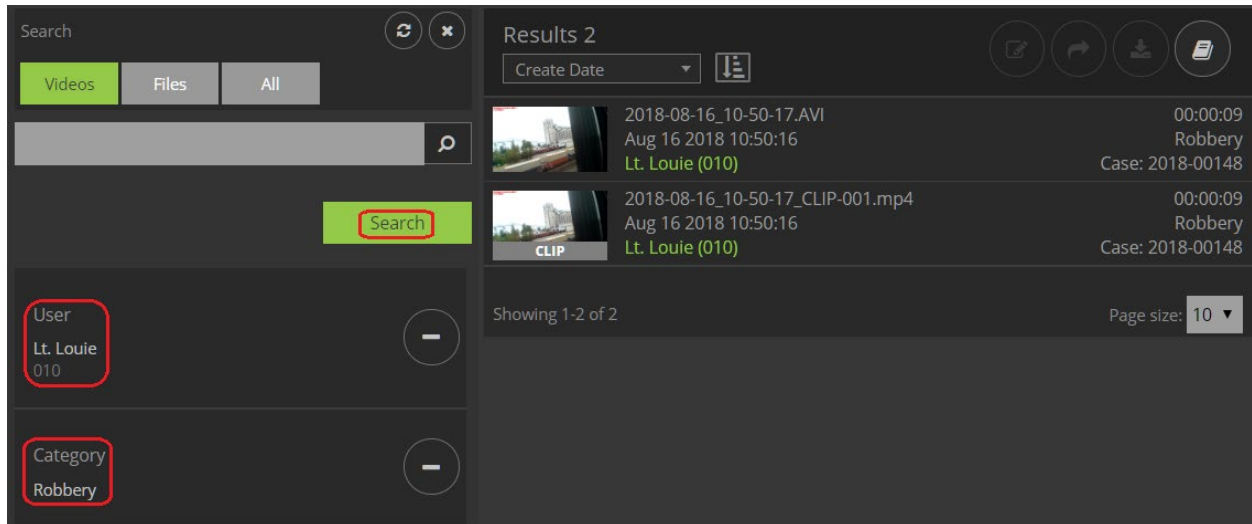 Search
Videos
Files
All
Search
User
Lt. Louie
010
Category
Robbery
Results 2
Create Date
2018-08-16_10-50-17.AVI
00:00:09
Aug 16 2018 10:50:16
Robbery
Lt. Louie (010)
Case: 2018-00148
2018-08-16_10-50-17_CLIP-001.mp4
00:00:09
Aug 16 2018 10:50:16
Robbery
CLIP
Lt. Louie (010)
Case: 2018-00148
Showing 1-2 of 2
Page size: 10